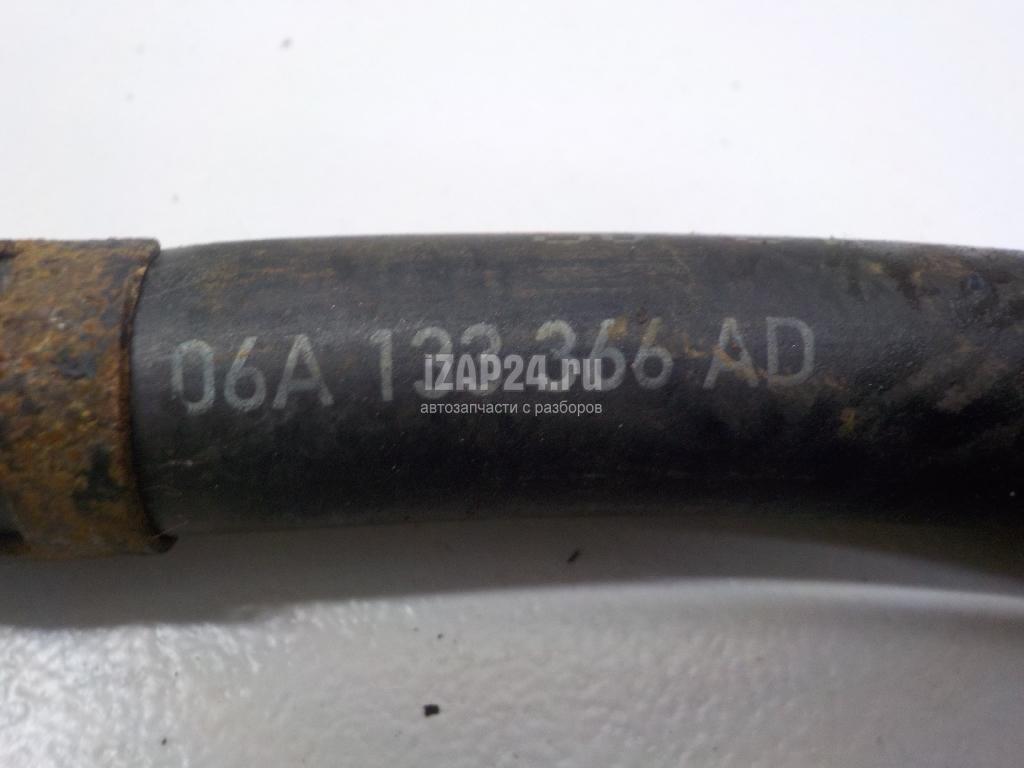 06A 133 366 AD
iZAP24.ru
автозапчасти с разборов